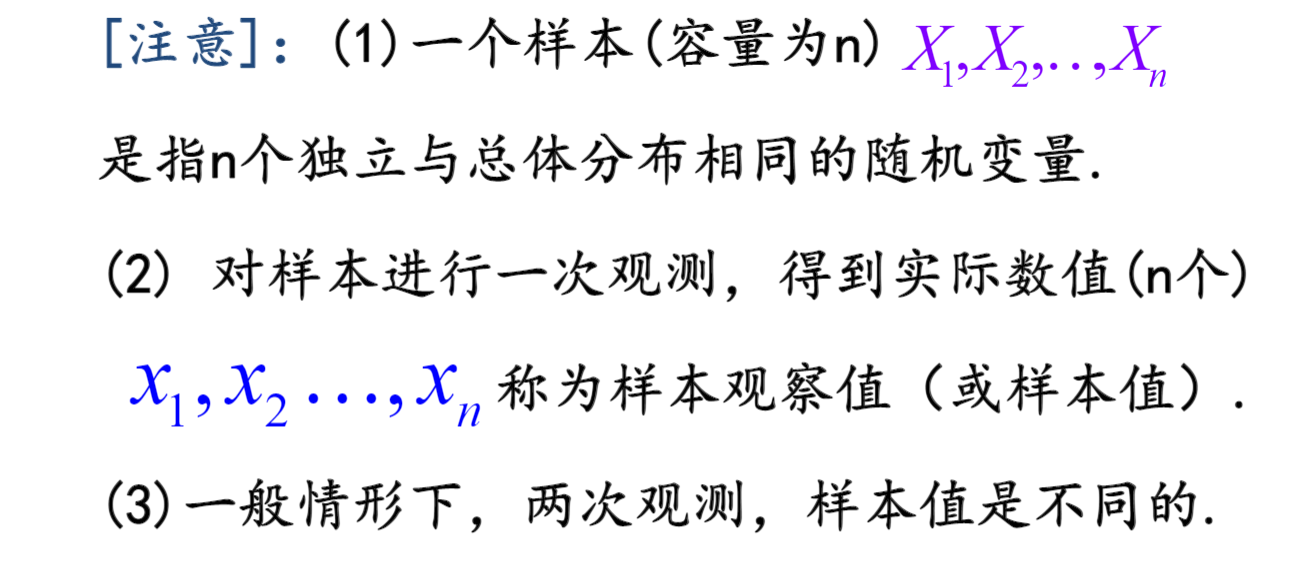 [注意]：(1)一个样本(容量为n) X₁,X₂,..,Xₙ
是指n个独立与总体分布相同的随机变量.
(2) 对样本进行一次观测，得到实际数值(n个)
x₁,x₂…,xₙ 称为样本观察值（或样本值）.
(3)一般情形下，两次观测，样本值是不同的.